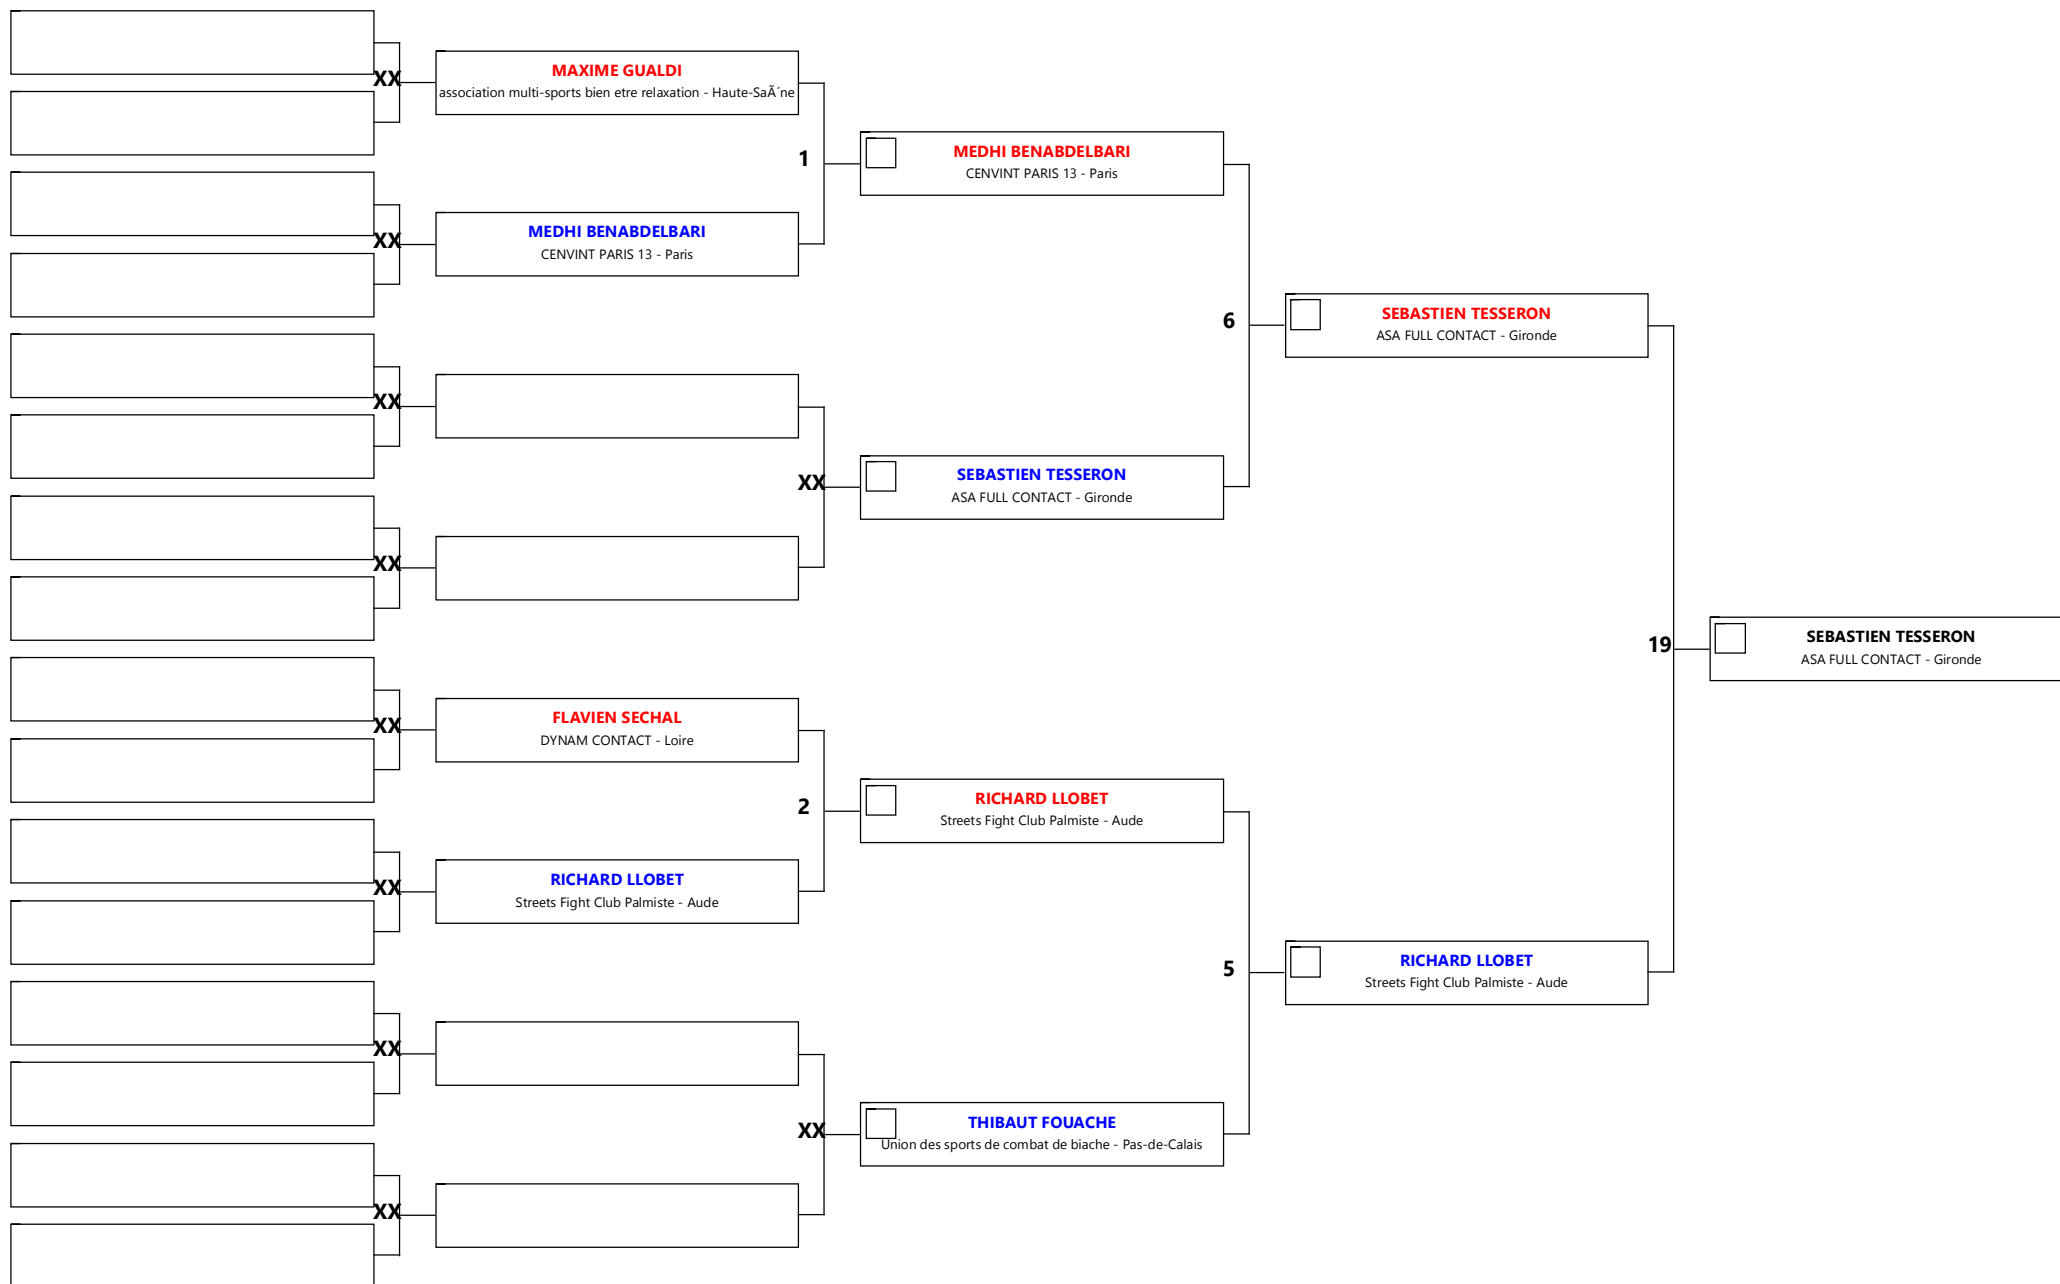 XX
XX
XX
XX
XX
XX
XX
XX
MAXIME GUALDI
association multi-sports bien etre relaxation - Haute-SaÃ´ne
1
MEDHI BENABDELBARI
CENVINT PARIS 13 - Paris
XX
FLAVIEN SECHAL
DYNAM CONTACT - Loire
2
RICHARD LLOBET
Streets Fight Club Palmiste - Aude
XX
MEDHI BENABDELBARI
CENVINT PARIS 13 - Paris
6
SEBASTIEN TESSERON
ASA FULL CONTACT - Gironde
RICHARD LLOBET
Streets Fight Club Palmiste - Aude
5
THIBAUT FOUACHE
Union des sports de combat de biache - Pas-de-Calais
SEBASTIEN TESSERON
ASA FULL CONTACT - Gironde
19
RICHARD LLOBET
Streets Fight Club Palmiste - Aude
SEBASTIEN TESSERON
ASA FULL CONTACT - Gironde